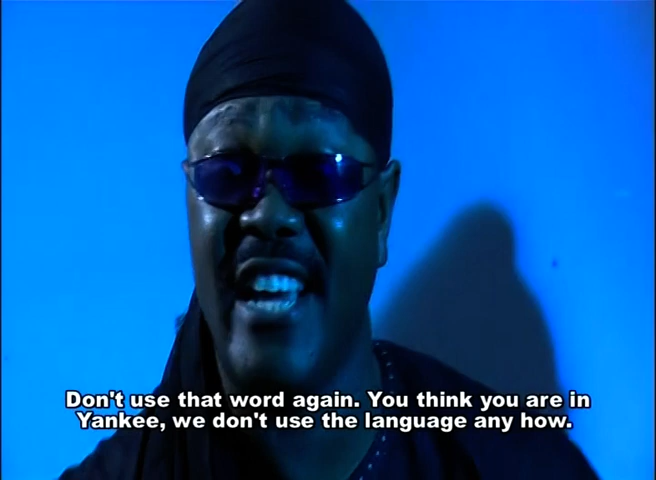 Don't use that word again. You think you are in
Yankee, we don't use the language any how.